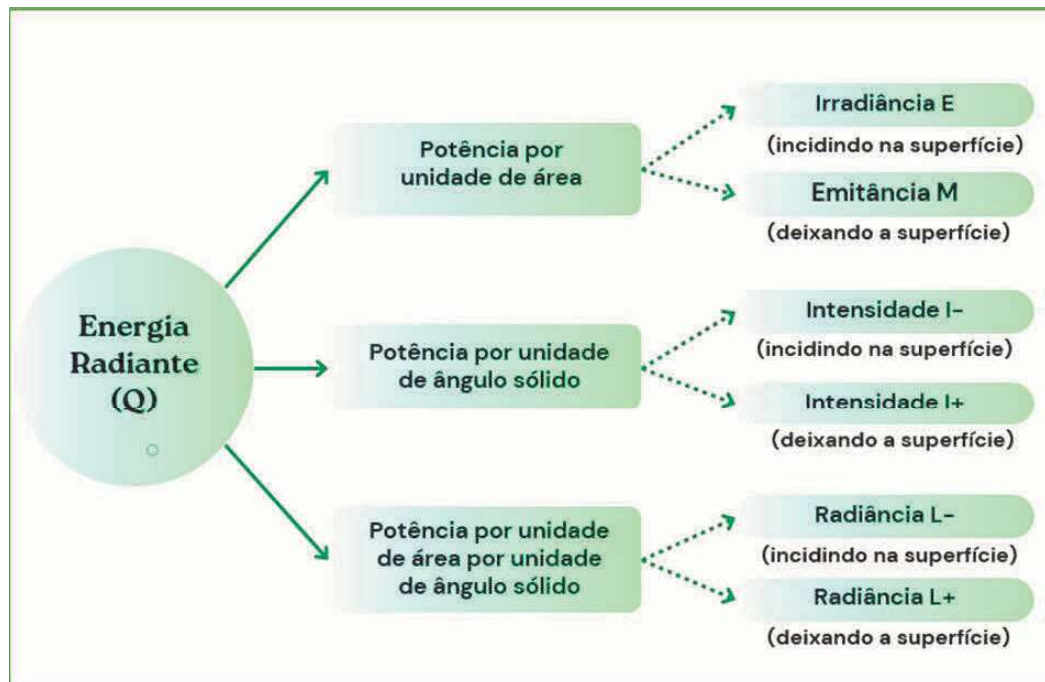 Energia
Radiante
(Q)
Potência por
unidade de área
Irradiância E
(incidindo na superfície)
Emitância M
(deixando a superfície)
Potência por unidade
de ângulo sólido
Intensidade I-
(incidindo na superfície)
Intensidade I+
(deixando a superfície)
Potência por unidade
de área por unidade
de ângulo sólido
Radiância L-
(incidindo na superfície)
Radiância L+
(deixando a superfície)